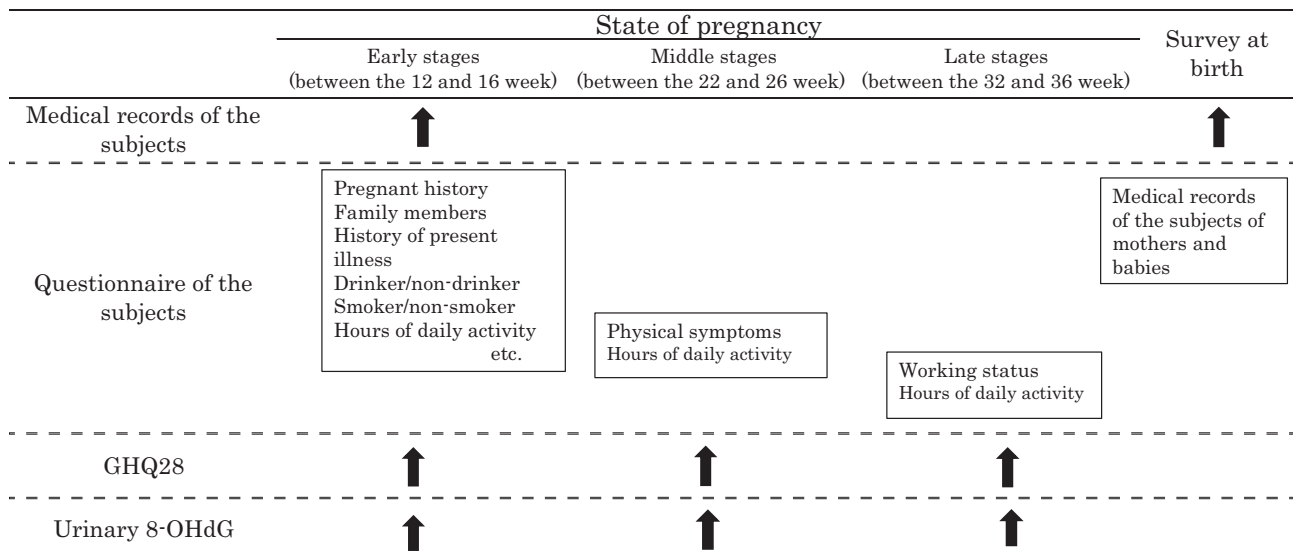 State of pregnancy
Survey at
birth
Early stages
(between the 12 and 16 week)
Middle stages
(between the 22 and 26 week)
Late stages
(between the 32 and 36 week)
Medical records of the
subjects
Questionnaire of the
subjects
Pregnant history
Family members
History of present
illness
Drinker/non-drinker
Smoker/non-smoker
Hours of daily activity
etc.
Physical symptoms
Hours of daily activity
Working status
Hours of daily activity
Medical records
of the subjects of
mothers and
babies
GHQ28
Urinary 8-OHdG